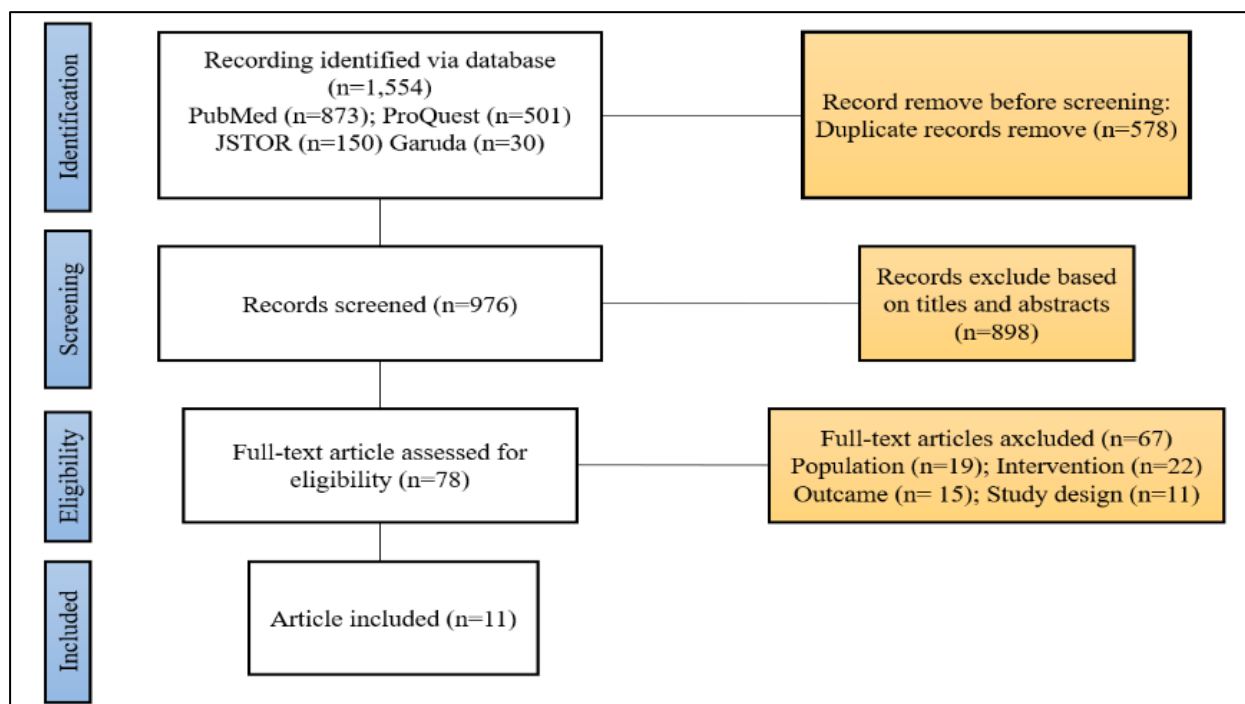 Identification
Recording identified via database
(n=1,554)
PubMed (n=873); ProQuest (n=501)
JSTOR (n=150) Garuda (n=30)
Record remove before screening:
Duplicate records remove (n=578)
Screening
Records screened (n=976)
Records exclude based
on titles and abstracts
(n=898)
Eligibility
Full-text article assessed for
eligibility (n=78)
Full-text articles axcluded (n=67)
Population (n=19); Intervention (n=22)
Outcame (n= 15); Study design (n=11)
Included
Article included (n=11)